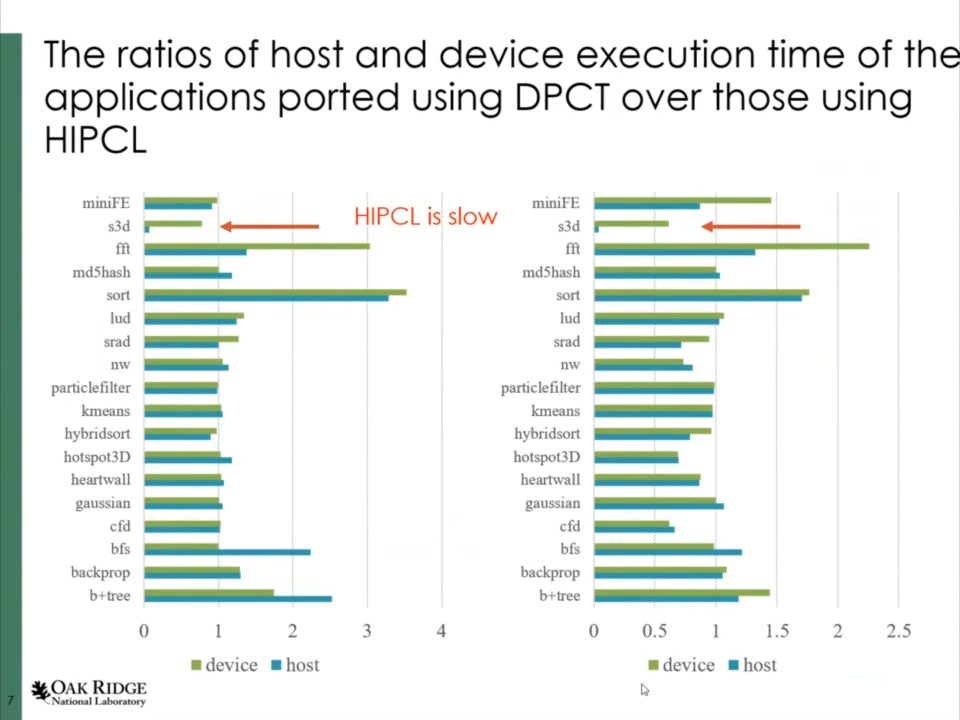 The ratios of host and device execution time of the
applications ported using DPCT over those using
HIPCL
miniFE
s3d
fft
md5hash
sort
lud
srad
nw
particlefilter
kmeans
hybridsort
hotspot3D
heartwall
gaussian
cfd
bfs
backprop
b+tree
0 1 2 3 4
device host
HIPCL is slow
miniFE
s3d
fft
md5hash
sort
lud
srad
nw
particlefilter
kmeans
hybridsort
hotspot3D
heartwall
gaussian
cfd
bfs
backprop
b+tree
0 0.5 1 1.5 2 2.5
device host
7
OAK RIDGE
National Laboratory